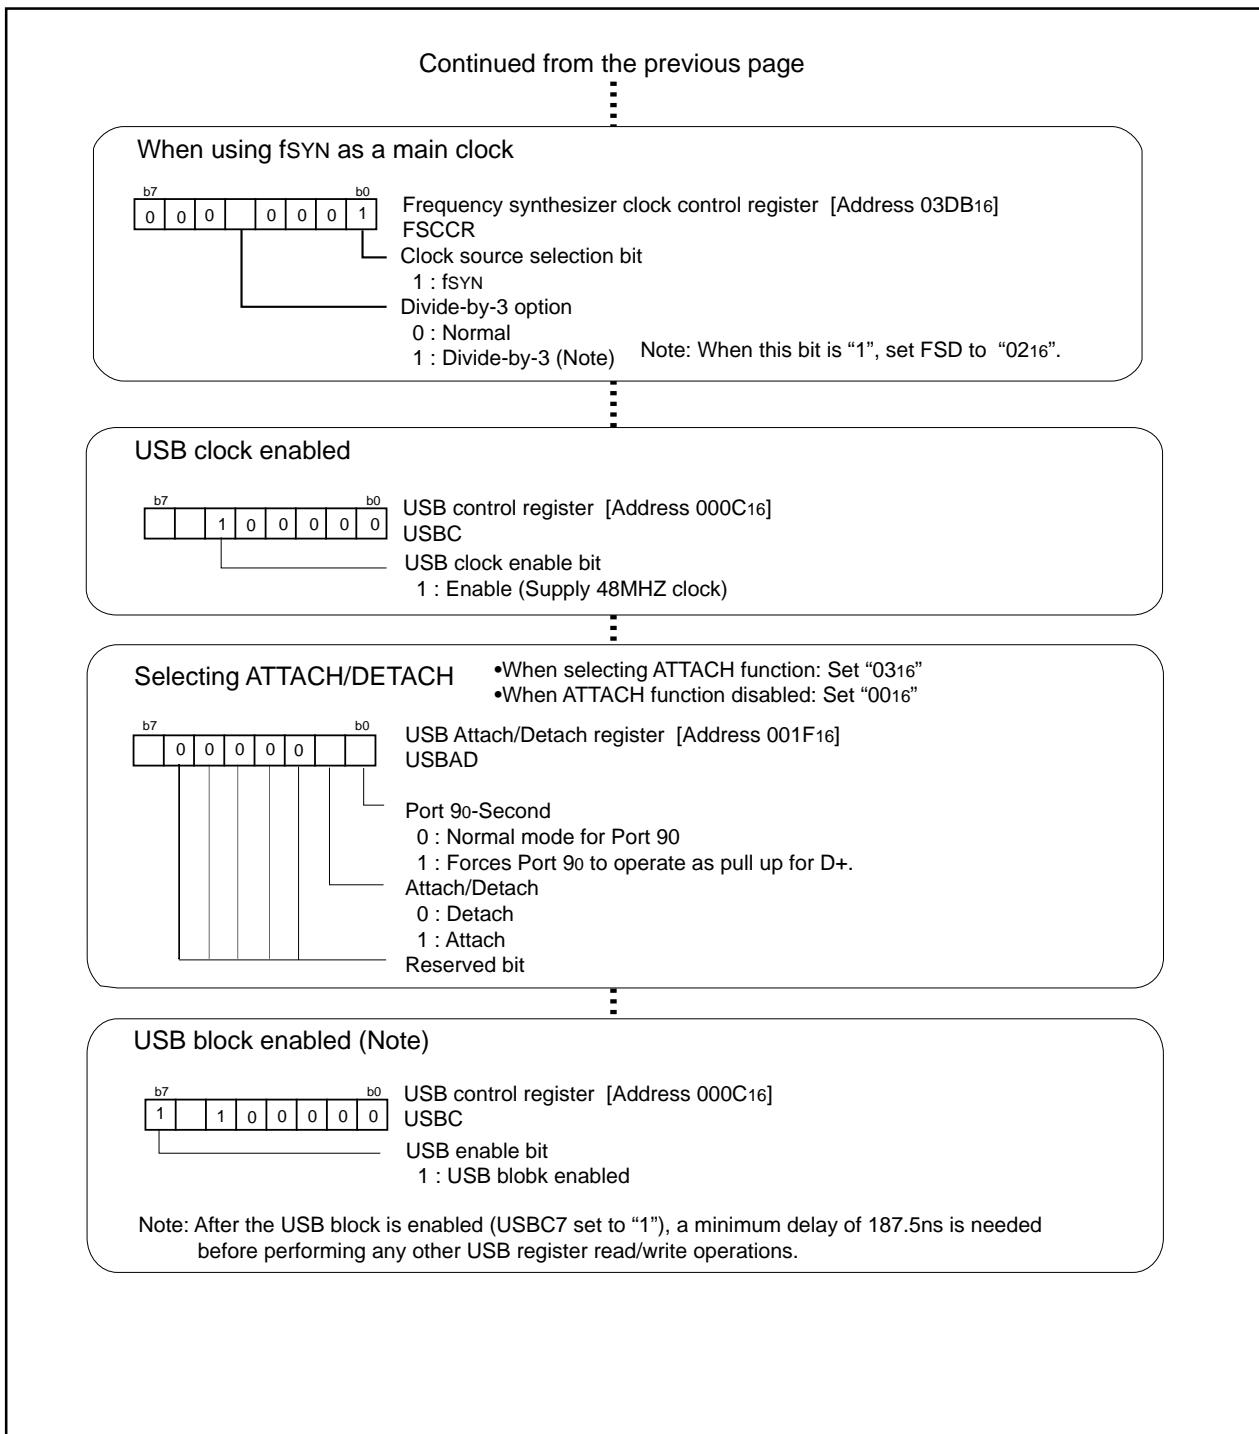 Continued from the previous page
When using fSYN as a main clock
b7 b0
0 0 0 0 0 0 1
Frequency synthesizer clock control register [Address 03DB16]
FSCCR
Clock source selection bit
1 : fSYN
Divide-by-3 option
0 : Normal
1 : Divide-by-3 (Note) Note: When this bit is “1”, set FSD to “0216”.
USB clock enabled
b7 b0
1 0 0 0 0 0
USB control register [Address 000C16]
USBC
USB clock enable bit
1 : Enable (Supply 48MHZ clock)
Selecting ATTACH/DETACH
•When selecting ATTACH function: Set “0316”
•When ATTACH function disabled: Set “0016”
b7 b0
0 0 0 0 0
USB Attach/Detach register [Address 001F16]
USBAD
Port 90-Second
0 : Normal mode for Port 90
1 : Forces Port 90 to operate as pull up for D+.
Attach/Detach
0 : Detach
1 : Attach
Reserved bit
USB block enabled (Note)
b7 b0
1 1 0 0 0 0 0
USB control register [Address 000C16]
USBC
USB enable bit
1 : USB blobk enabled
Note: After the USB block is enabled (USBC7 set to “1”), a minimum delay of 187.5ns is needed
before performing any other USB register read/write operations.